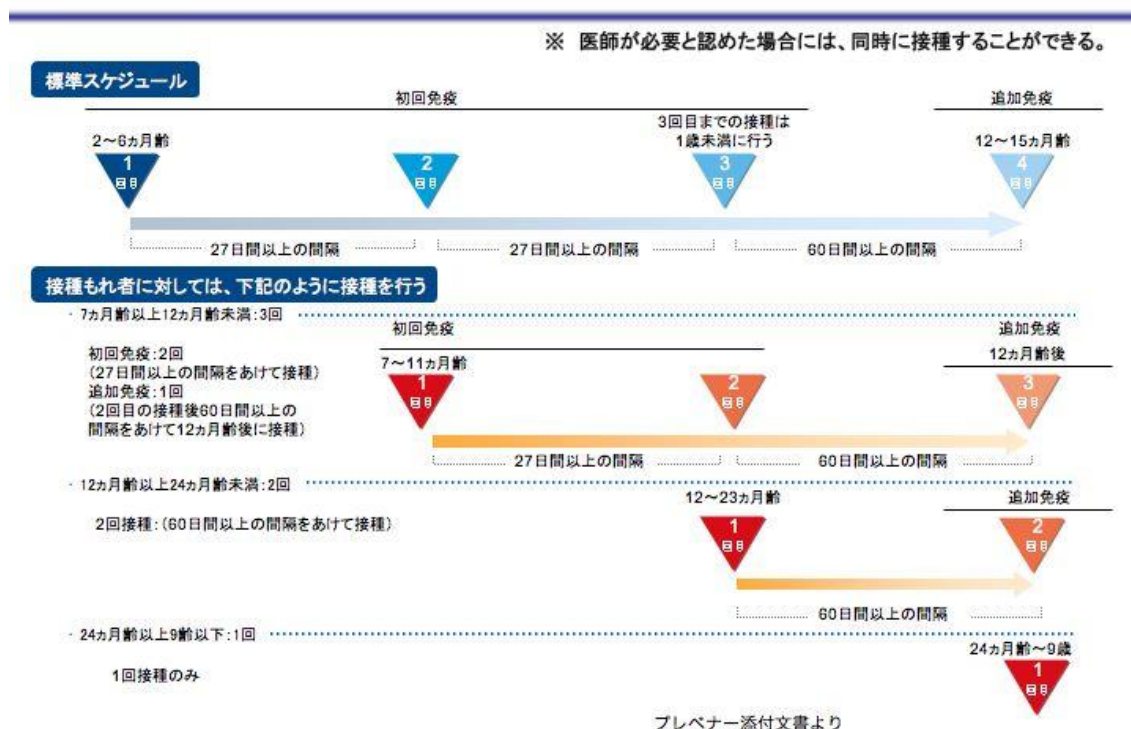 ※ 医師が必要と認めた場合には、同時に接種することができる。
標準スケジュール
初回免疫
追加免疫
3回目までの接種は
1歳未満に行う
2～6ヵ月齢
12～15ヵ月齢
1
回目
2
回目
3
回目
4
回目
27日間以上の間隔
27日間以上の間隔
60日間以上の間隔
接種もれ者に対しては、下記のように接種を行う
・ 7ヵ月齢以上12ヵ月齢未満:3回
初回免疫
追加免疫
初回免疫:2回
(27日間以上の間隔をあけて接種)
追加免疫:1回
(2回目の接種後60日間以上の
間隔をあけて12ヵ月齢後に接種)
7～11ヵ月齢
12ヵ月齢後
1
回目
2
回目
3
回目
27日間以上の間隔
60日間以上の間隔
・ 12ヵ月齢以上24ヵ月齢未満:2回
12～23ヵ月齢
追加免疫
2回接種:(60日間以上の間隔をあけて接種)
1
回目
2
回目
60日間以上の間隔
・ 24ヵ月齢以上9齢以下:1回
24ヵ月齢～9歳
1回接種のみ
1
回目
プレベナー添付文書より